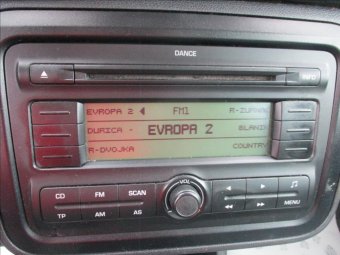 DANCE
INFO
EVROPA 2 FM1 R-ZURNAL
DURICA - EVROPA 2 BLANIK
R-DVOJKA COUNTRY
CD FM SCAN VOL
TP AM AS MENU